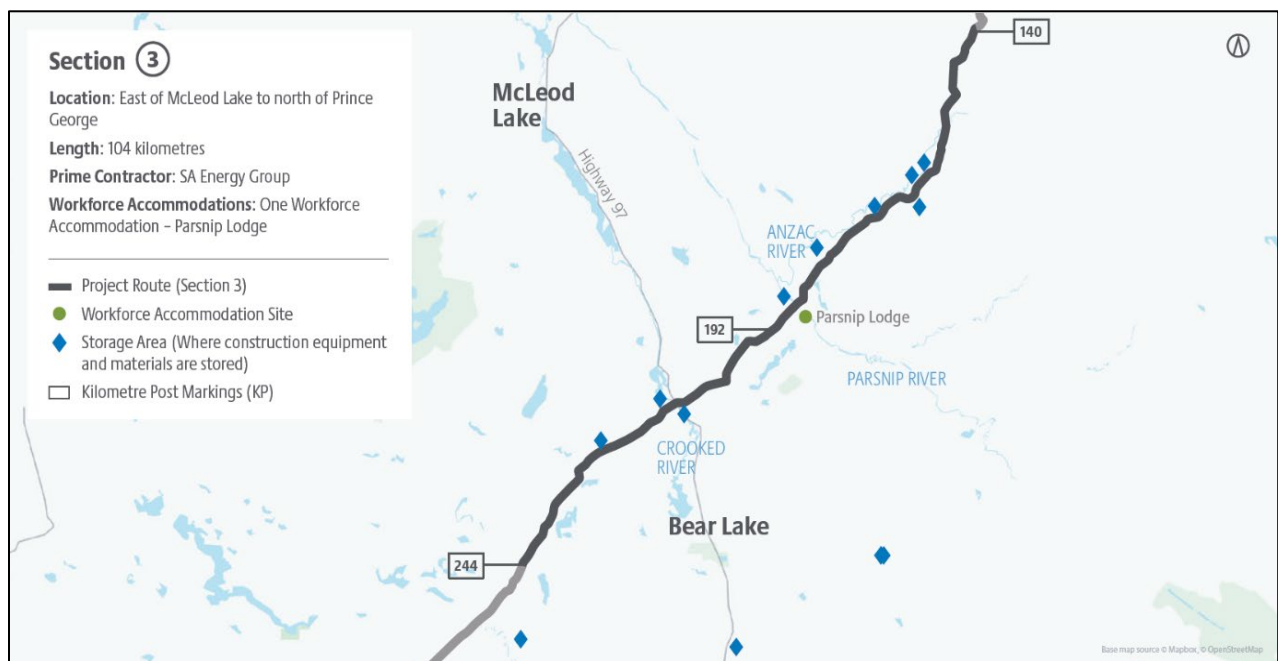 Section 3
Location: East of McLeod Lake to north of Prince
George
Length: 104 kilometres
Prime Contractor: SA Energy Group
Workforce Accommodations: One Workforce
Accommodation – Parsnip Lodge
Project Route (Section 3)
Workforce Accommodation Site
Storage Area (Where construction equipment
and materials are stored)
Kilometre Post Markings (KP)
140
McLeod
Lake
Highway 97
ANZAC
RIVER
192
Parsnip Lodge
PARSNIP RIVER
CROOKED
RIVER
Bear Lake
244
Base map source © Mapbox, © OpenStreetMap